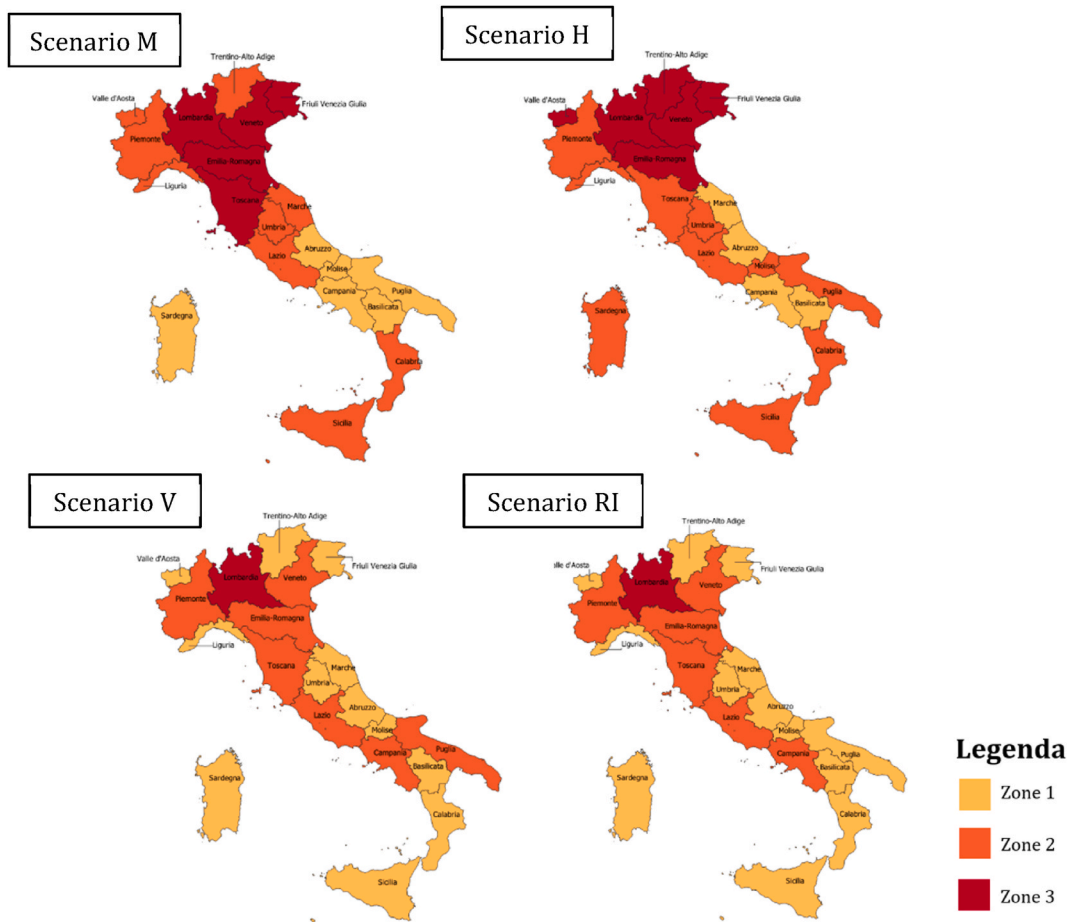 Scenario M
Trentino-Alto Adige
Valle d'Aosta
Friuli Venezia Giulia
Lombardia
Veneto
Piemonte
Emilia-Romagna
Liguria
Toscana
Marche
Umbria
Abruzzo
Lazio
Molise
Puglia
Campania
Basilicata
Sardegna
Calabria
Sicilia
Scenario H
Trentino-Alto Adige
Valle d'Aosta
Friuli Venezia Giulia
Lombardia
Veneto
Piemonte
Emilia-Romagna
Liguria
Toscana
Marche
Umbria
Abruzzo
Lazio
Molise
Puglia
Campania
Basilicata
Sardegna
Calabria
Sicilia
Scenario V
Trentino-Alto Adige
Valle d'Aosta
Friuli Venezia Giulia
Lombardia
Veneto
Piemonte
Emilia-Romagna
Liguria
Toscana
Marche
Umbria
Abruzzo
Lazio
Molise
Puglia
Campania
Basilicata
Sardegna
Calabria
Sicilia
Scenario RI
Trentino-Alto Adige
lle d'Aosta
Friuli Venezia Giulia
Lombardia
Veneto
Piemonte
Emilia-Romagna
Liguria
Toscana
Marche
Umbria
Abruzzo
Lazio
Molise
Puglia
Campania
Basilicata
Sardegna
Calabria
Sicilia
Legenda
Zone 1
Zone 2
Zone 3